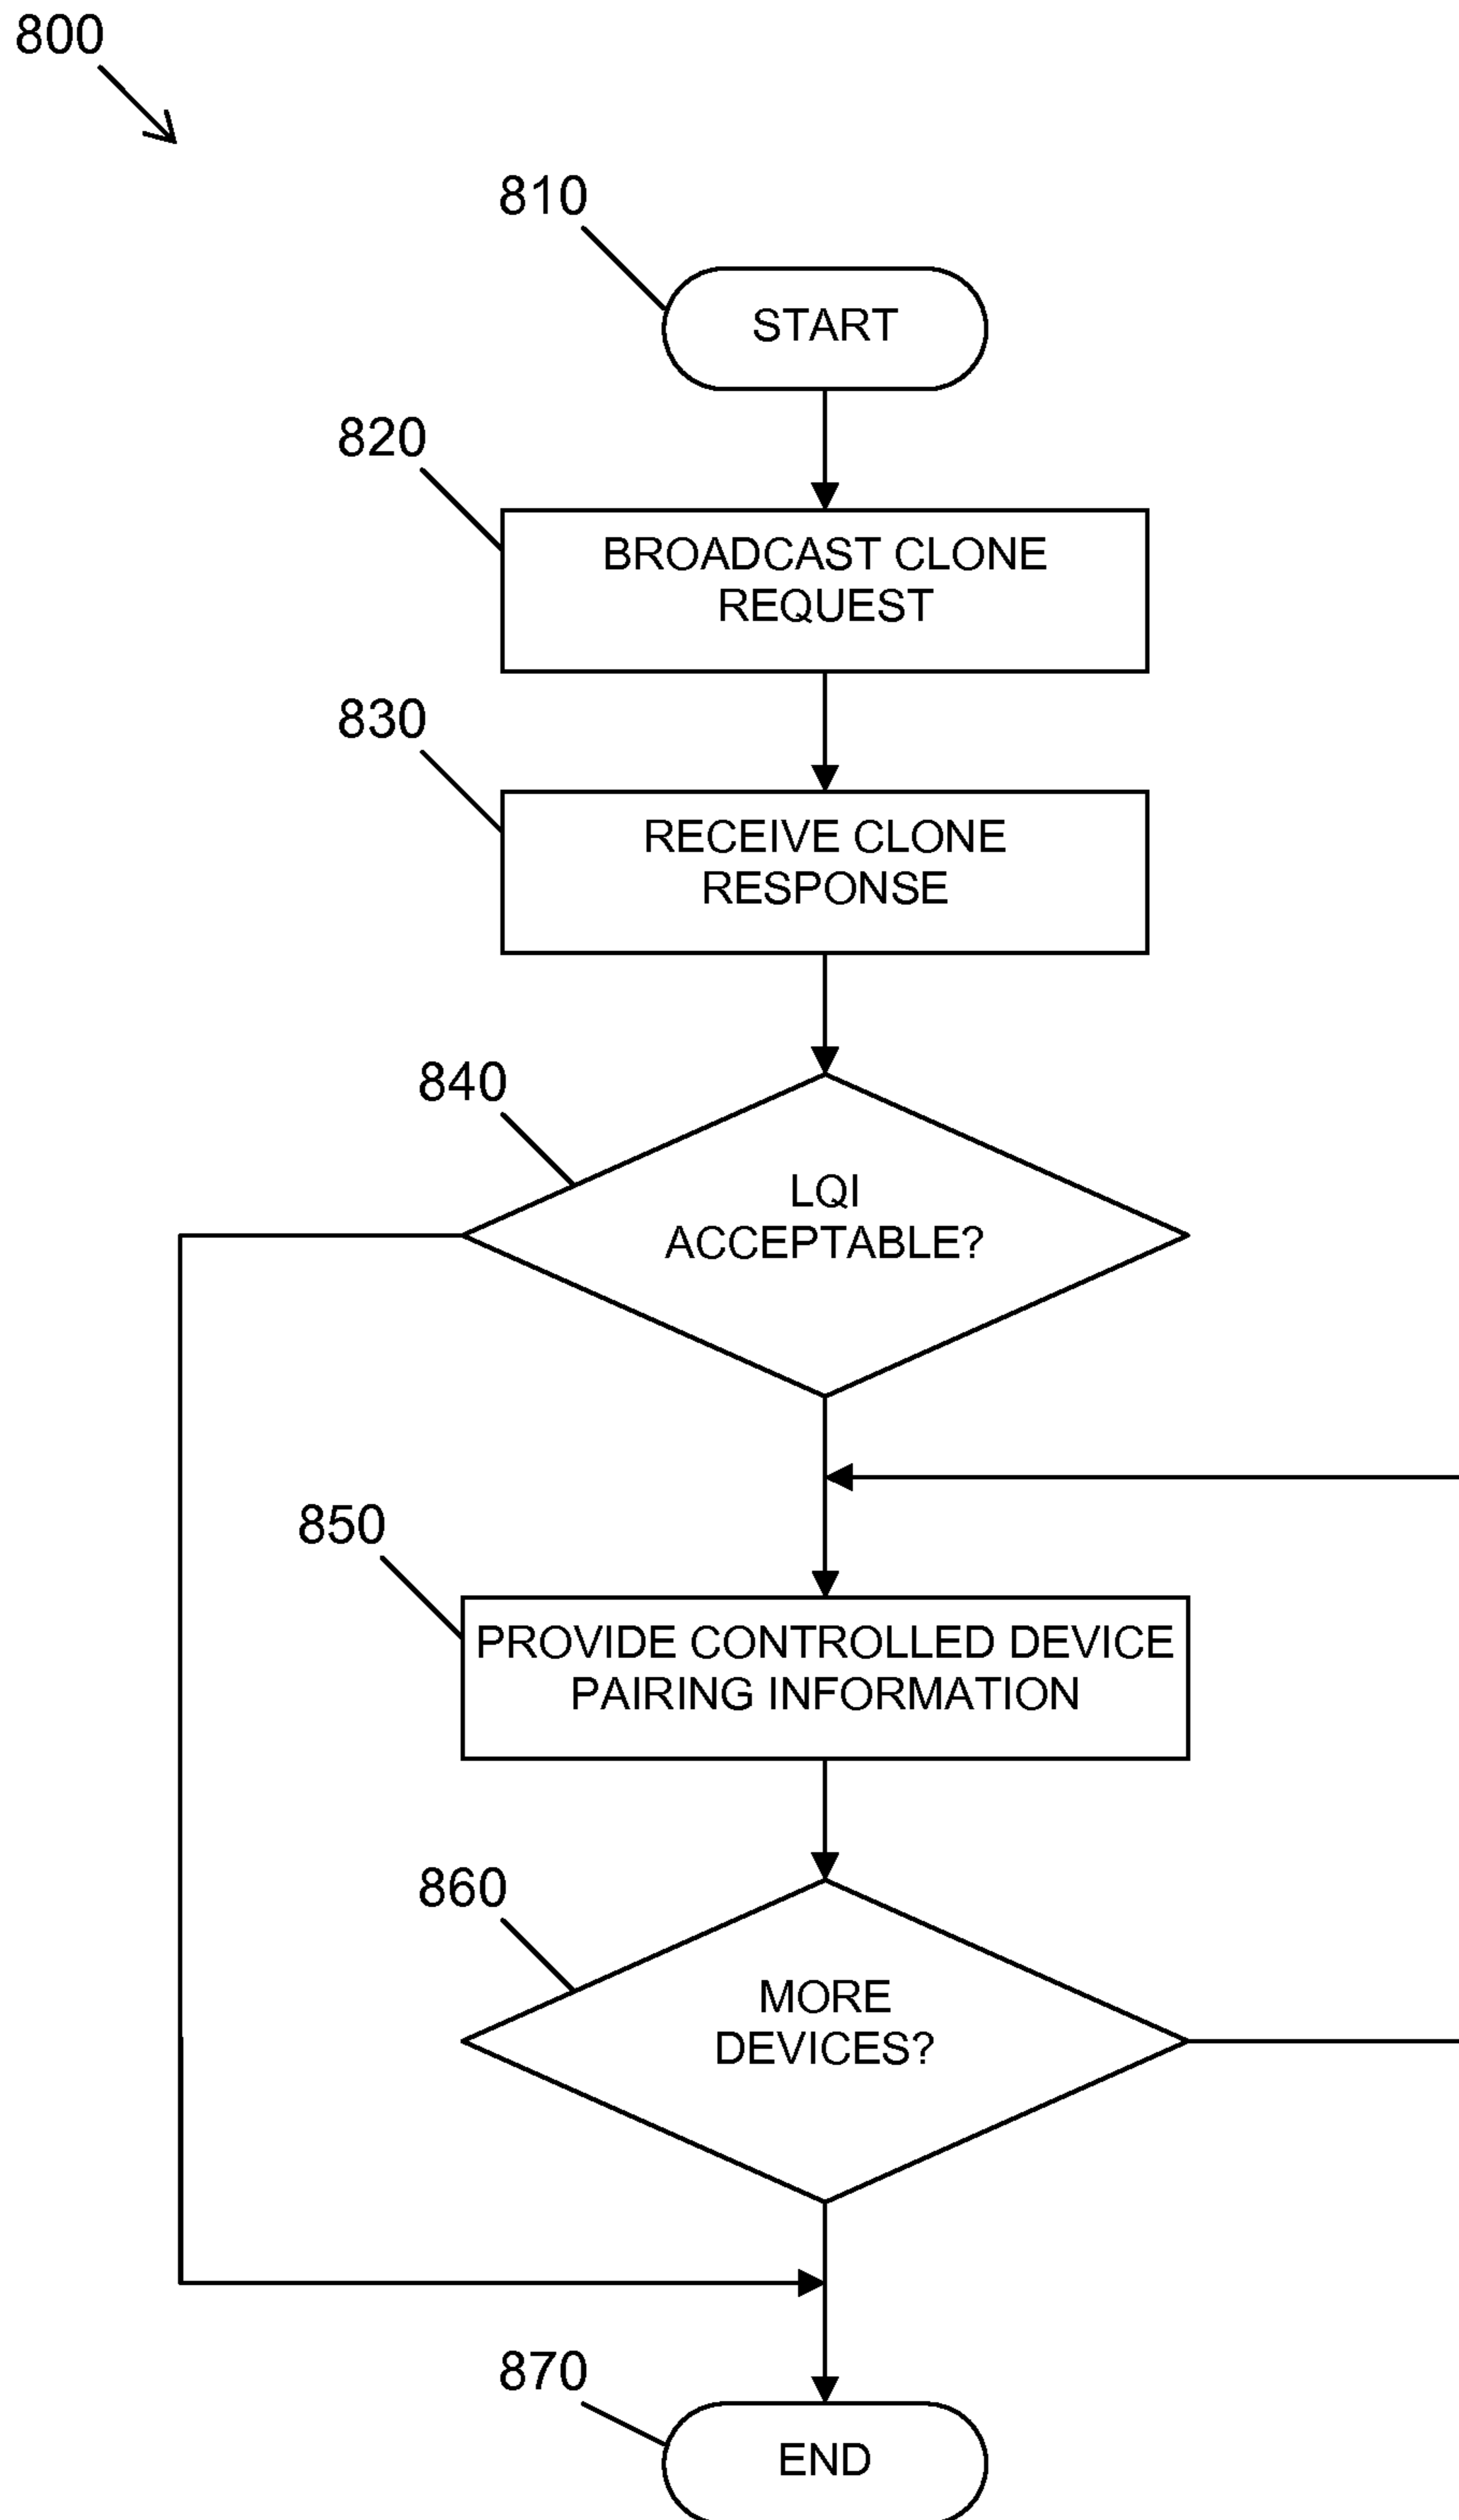 800
810
START
820
BROADCAST CLONE
REQUEST
830
RECEIVE CLONE
RESPONSE
840
LQI
ACCEPTABLE?
850
PROVIDE CONTROLLED DEVICE
PAIRING INFORMATION
860
MORE
DEVICES?
870
END